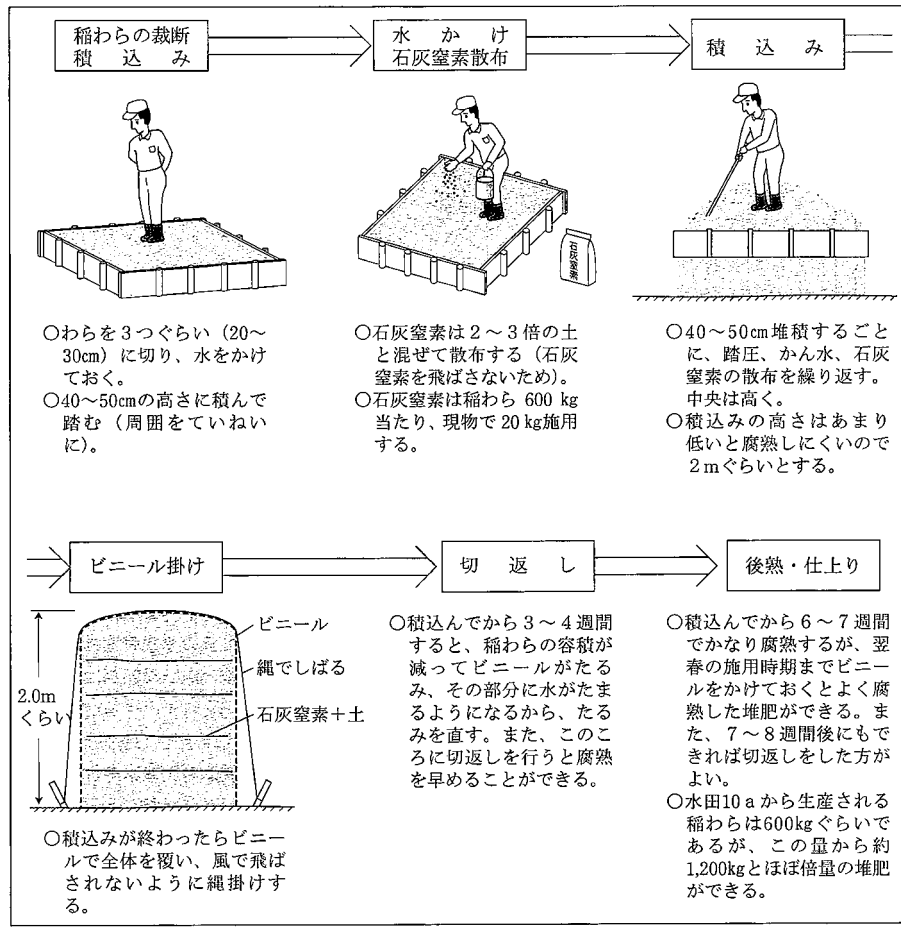 稲わらの裁断
積込み
水かけ
石灰窒素散布
積込み
石灰窒素
○わらを3つぐらい（20～
30cm）に切り、水をかけ
ておく。
○40～50cmの高さに積んで
踏む（周囲をていねい
に）。
○石灰窒素は2～3倍の土
と混ぜて散布する（石灰
窒素を飛ばさないため）。
○石灰窒素は稲わら 600 kg
当たり、現物で 20 kg施用
する。
○40～50cm堆積するごと
に、踏圧、かん水、石灰
窒素の散布を繰り返す。
中央は高く。
○積込みの高さはあまり
低いと腐熟しにくいので
2mぐらいとする。
ビニール掛け
切返し
後熟・仕上り
ビニール
縄でしばる
2.0m
くらい
石灰窒素＋土
○積込みが終わったらビニー
ルで全体を覆い、風で飛ば
されないように縄掛けす
る。
○積込んでから3～4週間
すると、稲わらの容積が
減ってビニールがたる
み、その部分に水がたま
るようになるから、たる
みを直す。また、このこ
ろに切返しを行うと腐熟
を早めることができる。
○積込んでから6～7週間
でかなり腐熟するが、翌
春の施用時期までビニー
ルをかけておくとよく腐
熟した堆肥ができる。ま
た、7～8週間後にもで
きれば切返しをした方が
よい。
○水田10aから生産される
稲わらは600kgぐらいで
あるが、この量から約
1,200kgとほぼ倍量の堆肥
ができる。